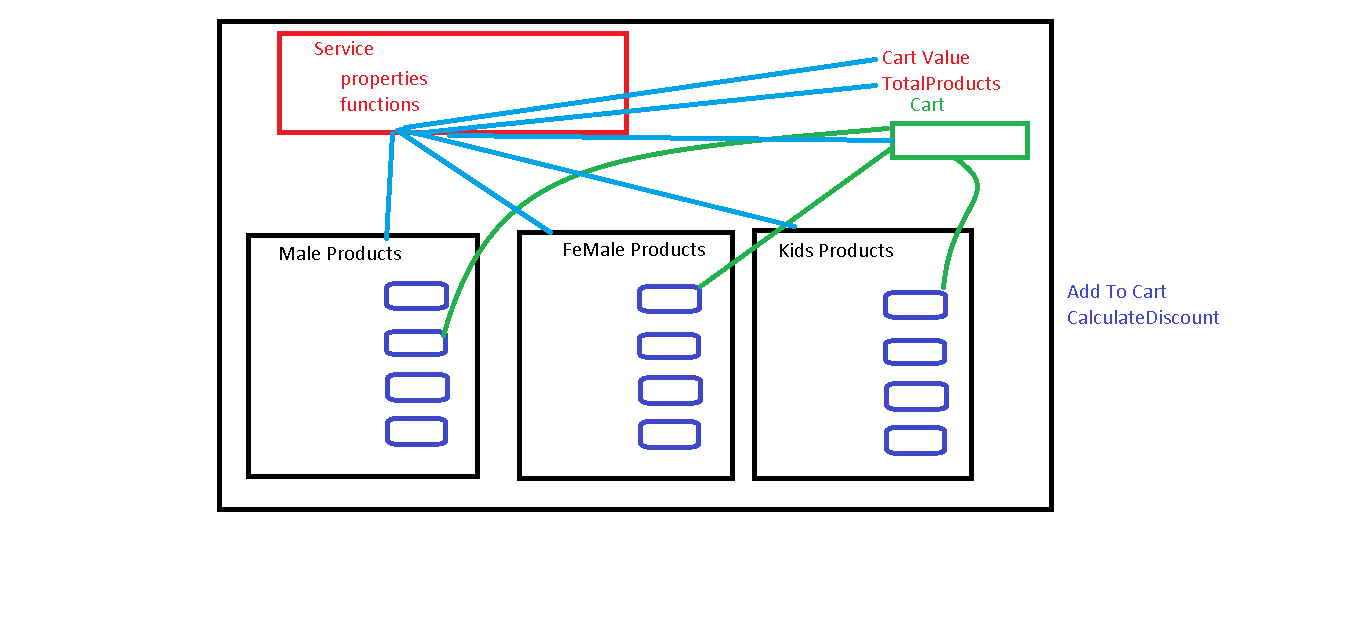 Service
properties
functions
Cart Value
TotalProducts
Cart
Male Products
FeMale Products
Kids Products
Add To Cart
CalculateDiscount